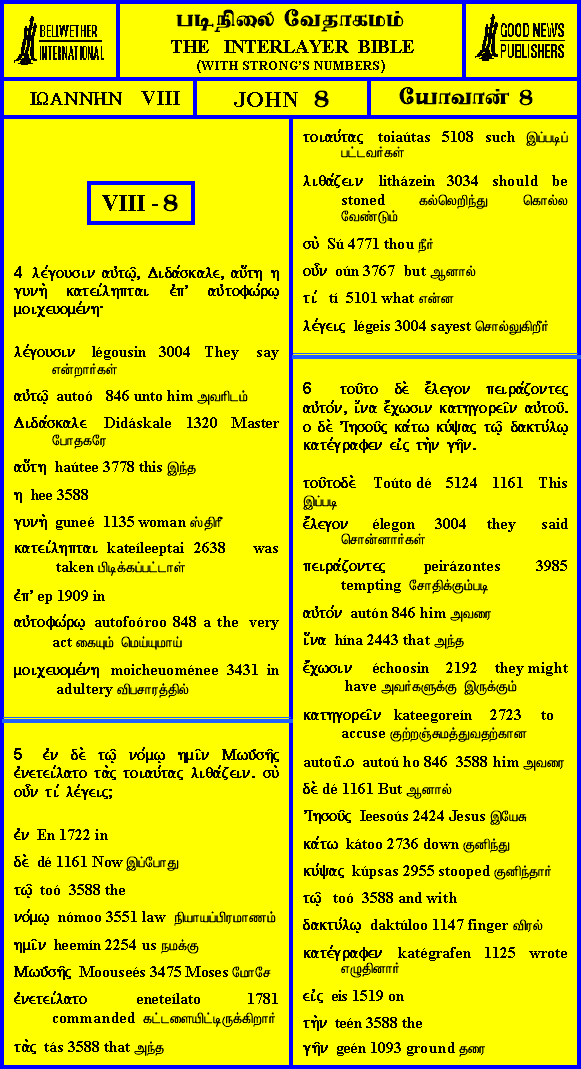 BELLWETHER
INTERNATIONAL
படிநிலை வேதாகமம்
THE INTERLAYER BIBLE
(WITH STRONG'S NUMBERS)
GOOD NEWS
PUBLISHERS
ΙΩΑΝΝΗΝ VIII
JOHN 8
யோவான் 8
VIII - 8
4 λέγουσιν αὐτῷ, Διδάσκαλε, αὕτη η
γυνὴ κατείληπται ἐπ' αὐτοφώρῳ
μοιχευομένη·
λέγουσιν légousin 3004 They say
என்றார்கள்
αὐτῷ autoó 846 unto him அவரிடம்
Διδάσκαλε Didáskale 1320 Master
போதகரே
αὕτη haútee 3778 this இந்த
η hee 3588
γυνὴ guneé 1135 woman ஸ்திரீ
κατείληπται kateíleeptai 2638 was
taken பிடிக்கப்பட்டாள்
ἐπ' ep 1909 in
αὐτοφώρῳ autofoóroo 848 a the very
act கையும் மெய்யுமாய்
μοιχευομένη moicheuoménee 3431 in
adultery விபசாரத்தில்
5 ἐν δὲ τῷ νόμῳ ημῖν Μωΰσῆς
ἐνετείλατο τὰς τοιαύτας λιθάζειν. σὺ
οὖν τί λέγεις;
ἐν En 1722 in
δὲ dé 1161 Now இப்போது
τῷ toó 3588 the
νόμῳ nómoo 3551 law நியாயப்பிரமாணம்
ημῖν heemín 2254 us நமக்கு
Μωΰσῆς Moouseés 3475 Moses மோசே
ἐνετείλατο eneteílato 1781
commanded கட்டளையிட்டிருக்கிறார்
τὰς tás 3588 that அந்த
τοιαύτας toiaútas 5108 such இப்படிப்
பட்டவர்கள்
λιθάζειν litházein 3034 should be
stoned கல்லெறிந்து கொல்ல
வேண்டும்
σὺ Sú 4771 thou நீர்
οὖν oún 3767 but ஆனால்
τί tí 5101 what என்ன
λέγεις légeis 3004 sayest சொல்லுகிறீர்
6 τοῦτο δὲ ἔλεγον πειράζοντες
αὐτόν, ἵνα ἔχωσιν κατηγορεῖν αὐτοῦ.
ο δὲ Ἰησοῦς κάτω κύψας τῷ δακτύλῳ
κατέγραφεν εἰς τὴν γῆν.
τοῦτοδὲ Toúto dé 5124 1161 This
இப்படி
ἔλεγον élegon 3004 they said
சொன்னார்கள்
πειράζοντες peirázontes 3985
tempting சோதிக்கும்படி
αὐτόν autón 846 him அவரை
ἵνα hína 2443 that அந்த
ἔχωσιν échoosin 2192 they might
have அவர்களுக்கு இருக்கும்
κατηγορεῖν kateegorein 2723 to
accuse குற்றஞ்சுமத்துவதற்கான
αυτοῦ.ο autoú ho 846 3588 him அவரை
δὲ dé 1161 But ஆனால்
Ἰησοῦς Ieesoús 2424 Jesus இயேசு
κάτω kátoo 2736 down குனிந்து
κύψας kúpsas 2955 stooped குனிந்தார்
τῷ toó 3588 and with
δακτύλῳ daktúloo 1147 finger விரல்
κατέγραφεν katégrafen 1125 wrote
எழுதினார்
εἰς eis 1519 on
τὴν teén 3588 the
γῆν geén 1093 ground தரை